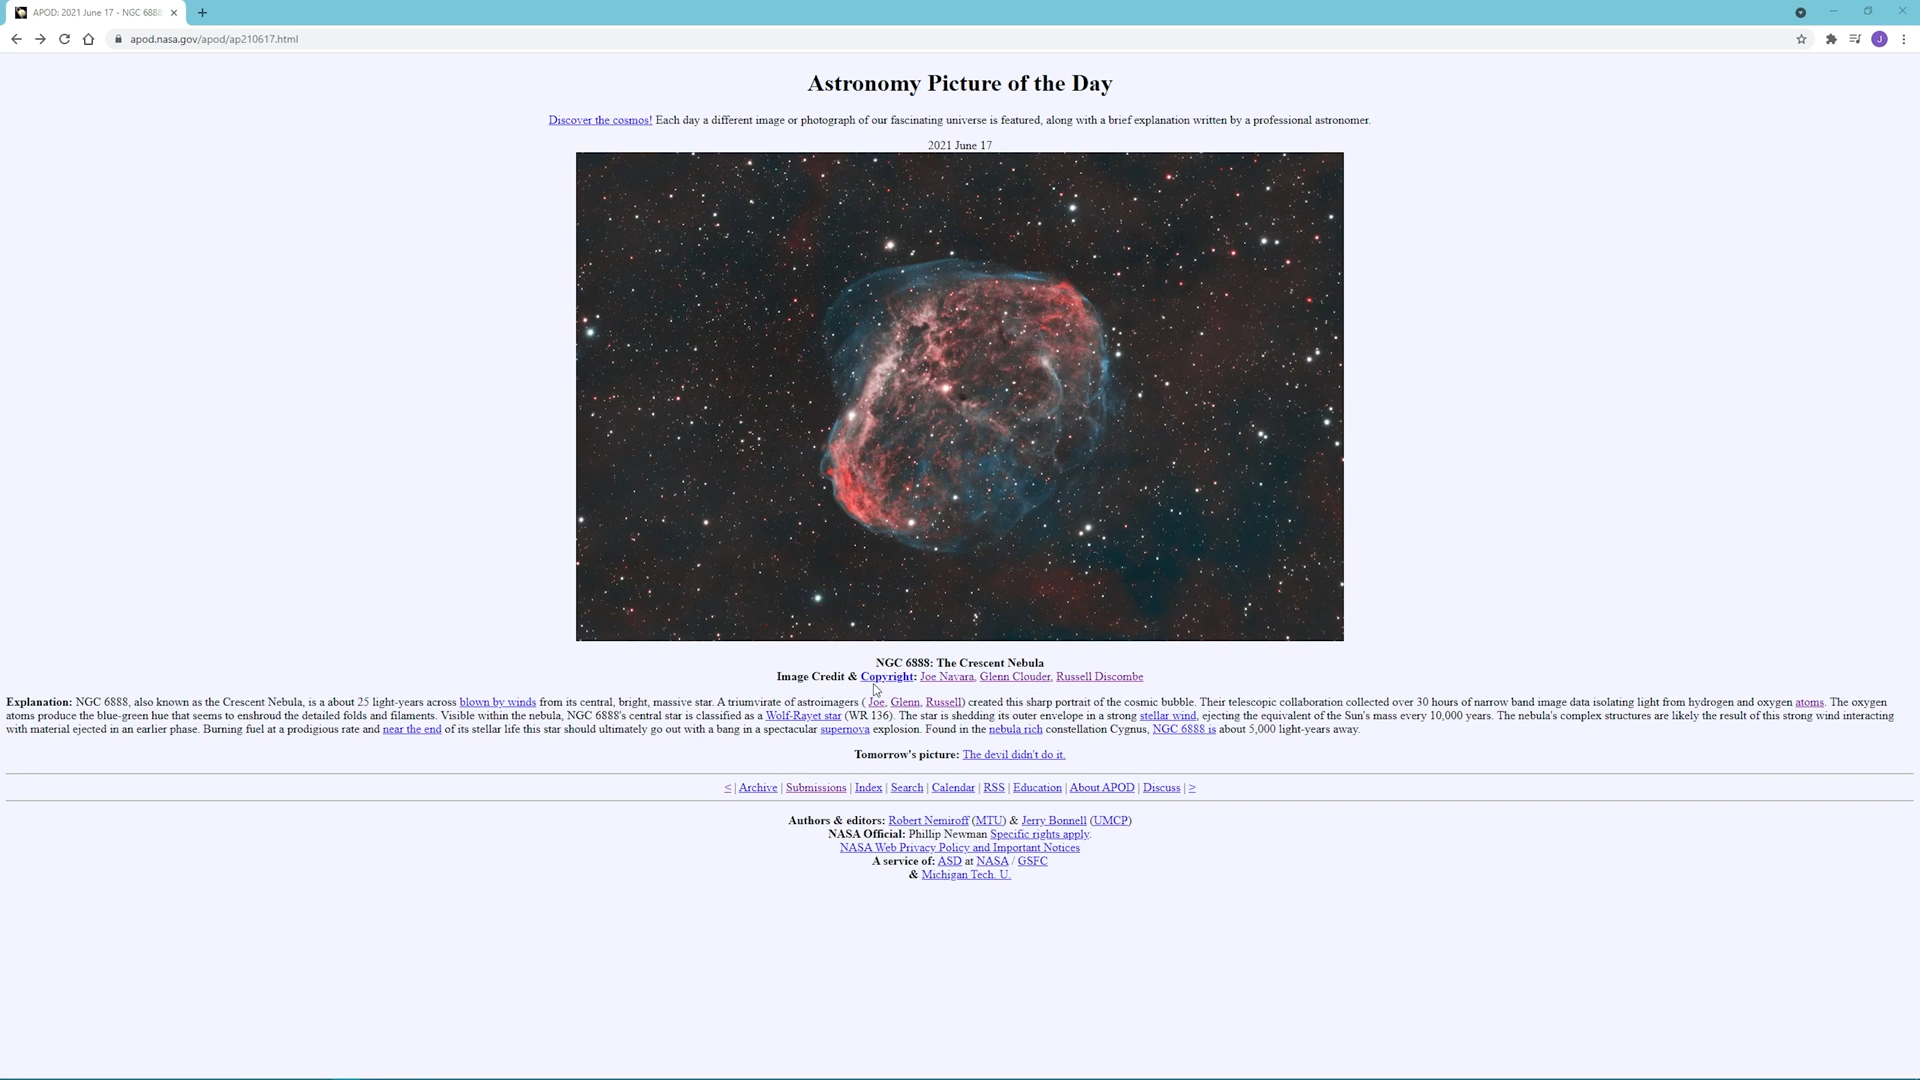 APOD: 2021 June 17 - NGC 6888
apod.nasa.gov/apod/ap210617.html
J
Astronomy Picture of the Day
Discover the cosmos! Each day a different image or photograph of our fascinating universe is featured, along with a brief explanation written by a professional astronomer.
2021 June 17
NGC 6888: The Crescent Nebula
Image Credit & Copyright: Joe Navara, Glenn Clouder, Russell Discombe
Explanation: NGC 6888, also known as the Crescent Nebula, is a about 25 light-years across blown by winds from its central, bright, massive star. A triumvirate of astroimagers ( Joe, Glenn, Russell) created this sharp portrait of the cosmic bubble. Their telescopic collaboration collected over 30 hours of narrow band image data isolating light from hydrogen and oxygen atoms. The oxygen
atoms produce the blue-green hue that seems to enshroud the detailed folds and filaments. Visible within the nebula, NGC 6888's central star is classified as a Wolf-Rayet star (WR 136). The star is shedding its outer envelope in a strong stellar wind, ejecting the equivalent of the Sun's mass every 10,000 years. The nebula's complex structures are likely the result of this strong wind interacting
with material ejected in an earlier phase. Burning fuel at a prodigious rate and near the end of its stellar life this star should ultimately go out with a bang in a spectacular supernova explosion. Found in the nebula rich constellation Cygnus, NGC 6888 is about 5,000 light-years away.
Tomorrow's picture: The devil didn't do it.
< | Archive | Submissions | Index | Search | Calendar | RSS | Education | About APOD | Discuss | >
Authors & editors: Robert Nemiroff (MTU) & Jerry Bonnell (UMCP)
NASA Official: Phillip Newman Specific rights apply.
NASA Web Privacy Policy and Important Notices
A service of: ASD at NASA / GSFC
& Michigan Tech. U.